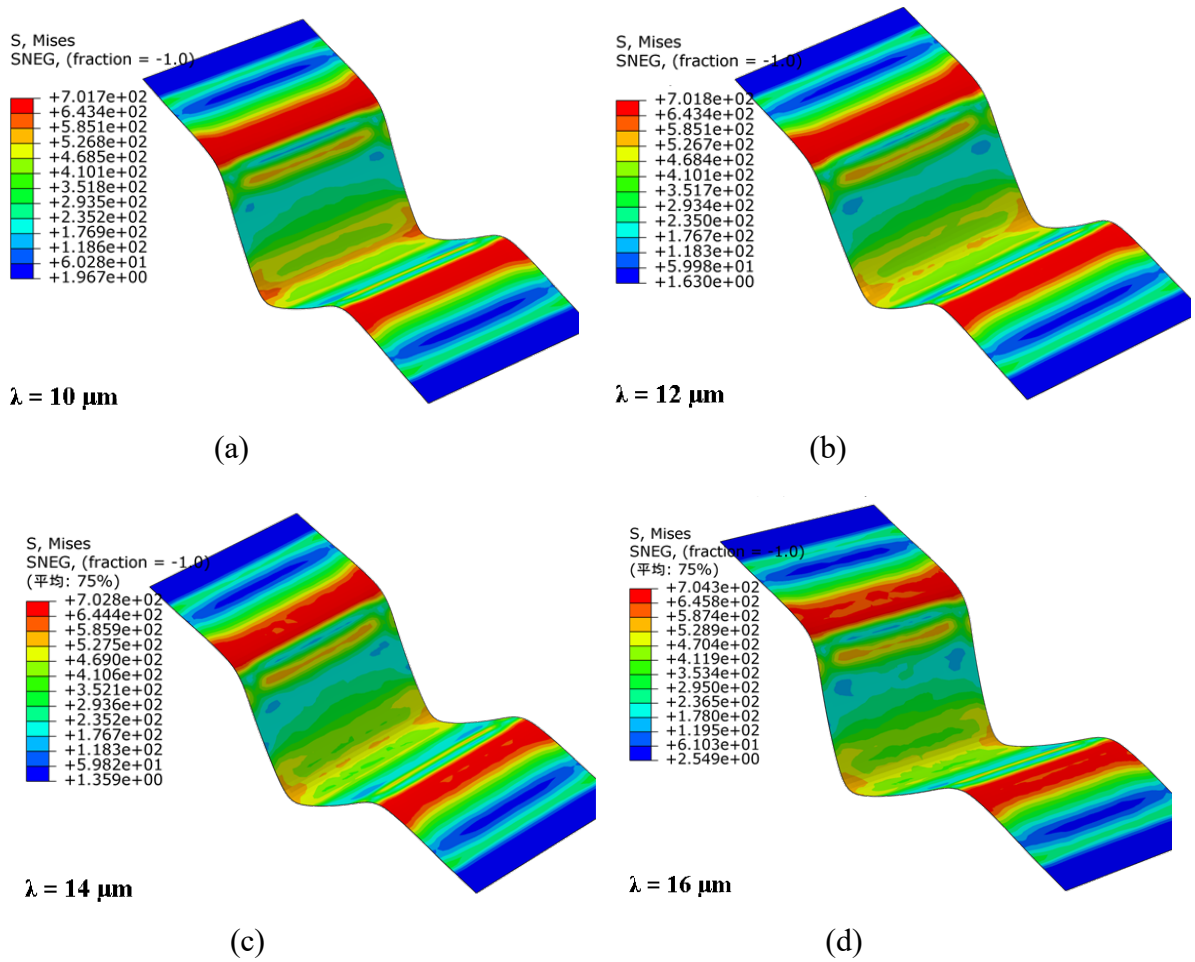 S, Mises
SNEG, (fraction = -1.0)
+7.017e+02
+6.434e+02
+5.851e+02
+5.268e+02
+4.685e+02
+4.101e+02
+3.518e+02
+2.935e+02
+2.352e+02
+1.769e+02
+1.186e+02
+6.028e+01
+1.967e+00
λ = 10 μm
(a)
S, Mises
SNEG, (fraction = -1.0)
+7.018e+02
+6.434e+02
+5.851e+02
+5.267e+02
+4.684e+02
+4.101e+02
+3.517e+02
+2.934e+02
+2.350e+02
+1.767e+02
+1.183e+02
+5.998e+01
+1.630e+00
λ = 12 μm
(b)
S, Mises
SNEG, (fraction = -1.0)
(平均: 75%)
+7.028e+02
+6.444e+02
+5.859e+02
+5.275e+02
+4.690e+02
+4.106e+02
+3.521e+02
+2.936e+02
+2.352e+02
+1.767e+02
+1.183e+02
+5.982e+01
+1.359e+00
λ = 14 μm
(c)
S, Mises
SNEG, (fraction = -1.0)
(平均: 75%)
+7.043e+02
+6.458e+02
+5.874e+02
+5.289e+02
+4.704e+02
+4.119e+02
+3.534e+02
+2.950e+02
+2.365e+02
+1.780e+02
+1.195e+02
+6.103e+01
+2.549e+00
λ = 16 μm
(d)